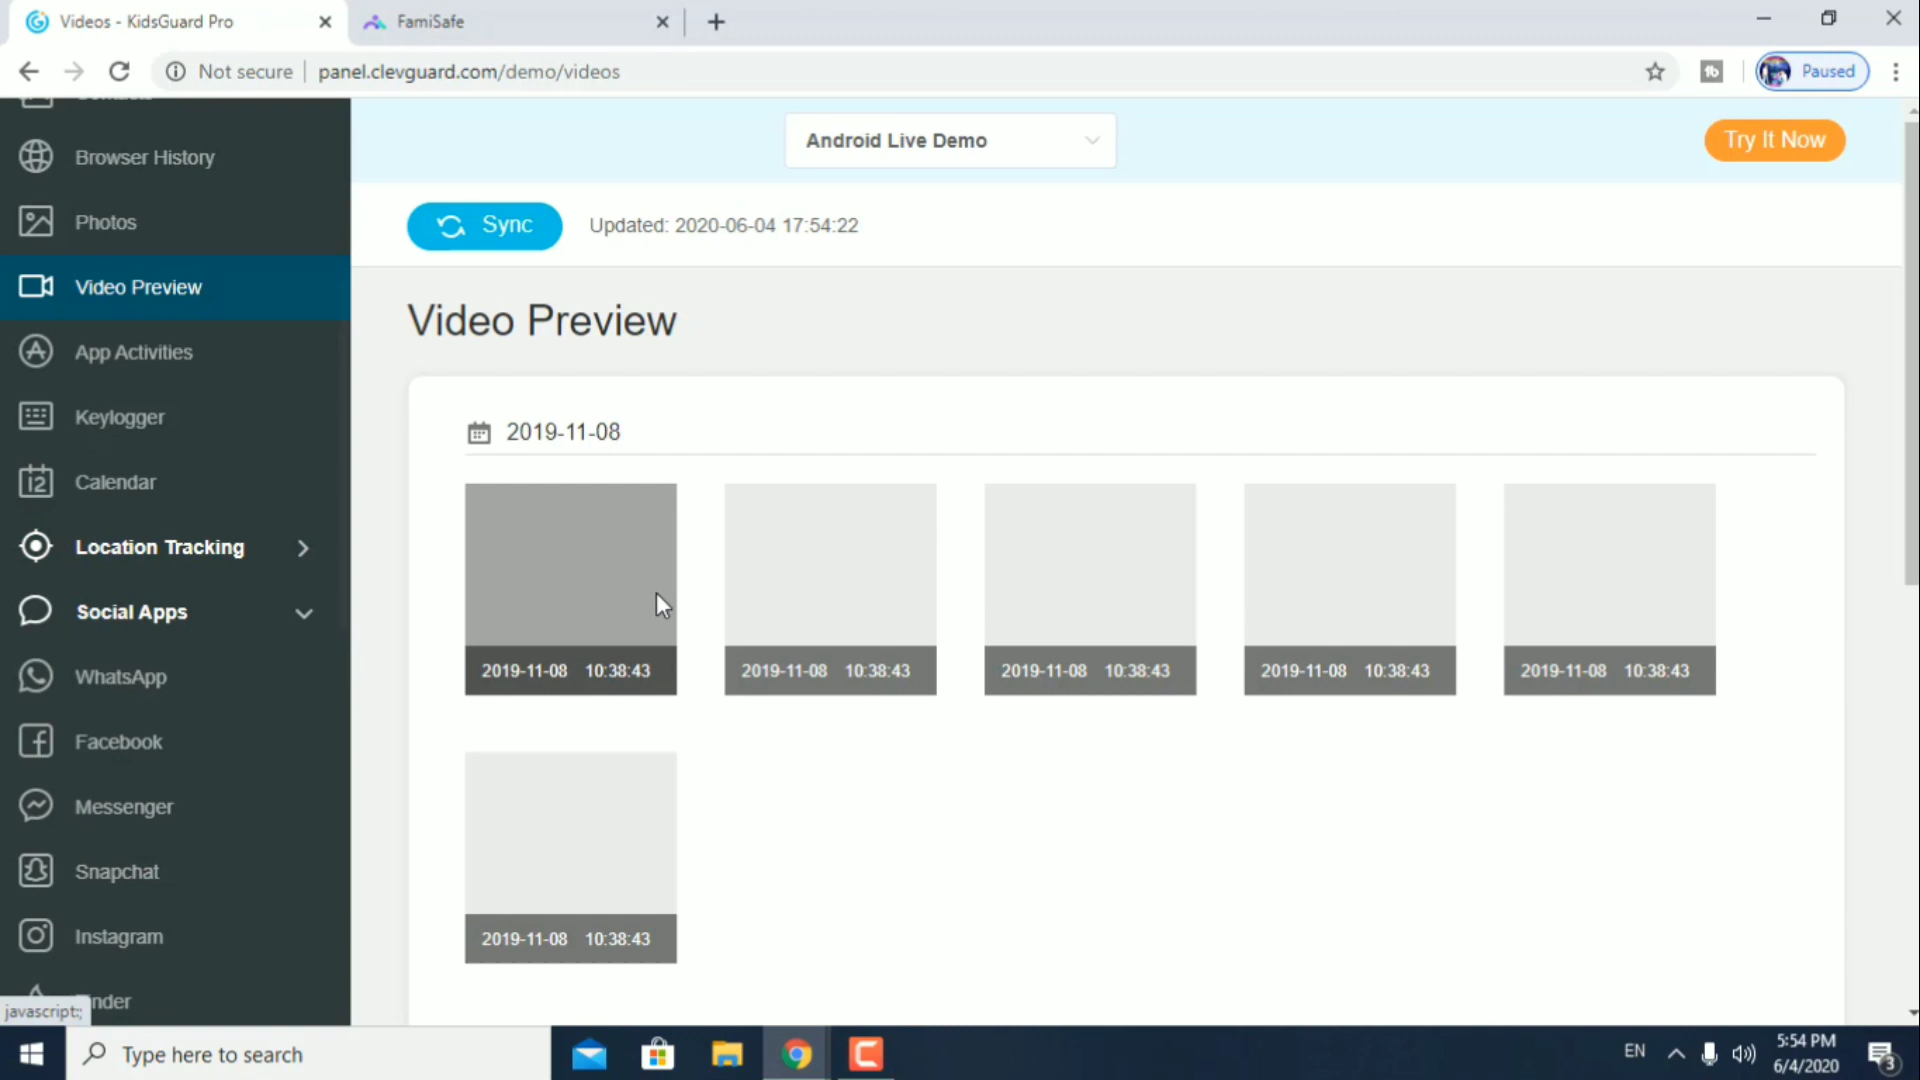 Videos - KidsGuard Pro
FamiSafe
Not secure
panel.clevguard.com/demo/videos
Paused
Browser History
Photos
Video Preview
App Activities
Keylogger
Calendar
Location Tracking
Social Apps
WhatsApp
Facebook
Messenger
Snapchat
Instagram
javascript:;
Android Live Demo
Try It Now
Sync
Updated: 2020-06-04 17:54:22
Video Preview
2019-11-08
2019-11-08 10:38:43
2019-11-08 10:38:43
2019-11-08 10:38:43
2019-11-08 10:38:43
2019-11-08 10:38:43
2019-11-08 10:38:43
Type here to search
EN
5:54 PM
6/4/2020
3